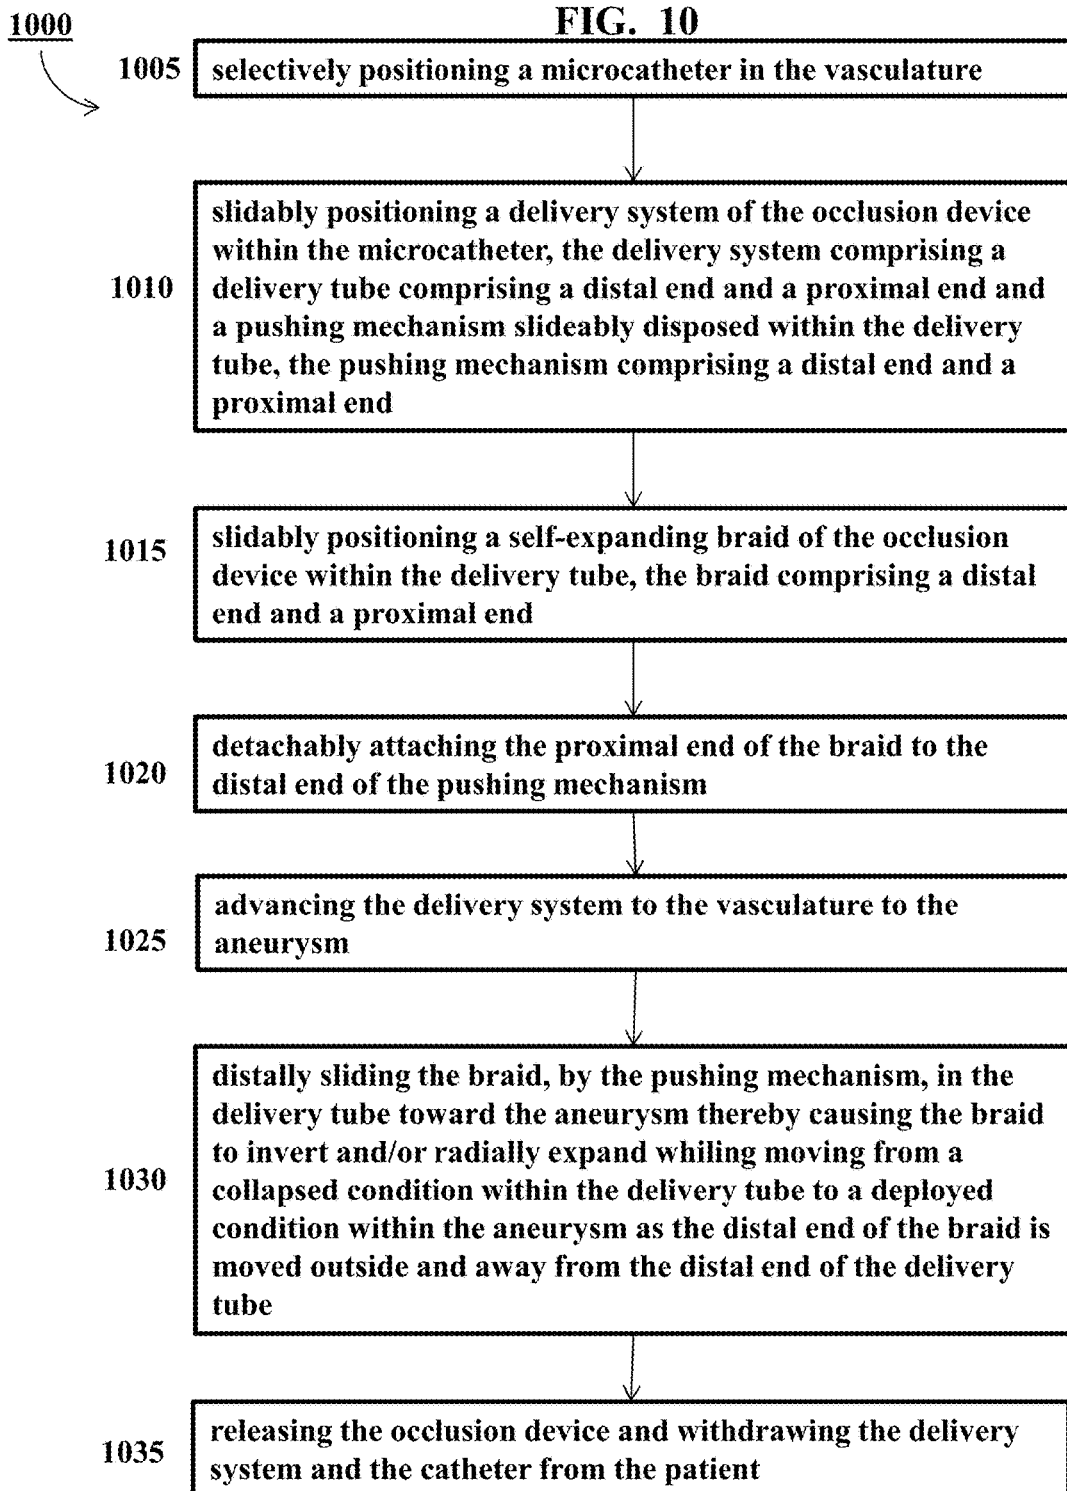 FIG. 10
1000
1005
selectively positioning a microcatheter in the vasculature
1010
slidably positioning a delivery system of the occlusion device
within the microcatheter, the delivery system comprising a
delivery tube comprising a distal end and a proximal end and
a pushing mechanism slideably disposed within the delivery
tube, the pushing mechanism comprising a distal end and a
proximal end
1015
slidably positioning a self-expanding braid of the occlusion
device within the delivery tube, the braid comprising a distal
end and a proximal end
1020
detachably attaching the proximal end of the braid to the
distal end of the pushing mechanism
1025
advancing the delivery system to the vasculature to the
aneurysm
1030
distally sliding the braid, by the pushing mechanism, in the
delivery tube toward the aneurysm thereby causing the braid
to invert and/or radially expand whiling moving from a
collapsed condition within the delivery tube to a deployed
condition within the aneurysm as the distal end of the braid is
moved outside and away from the distal end of the delivery
tube
1035
releasing the occlusion device and withdrawing the delivery
system and the catheter from the patient